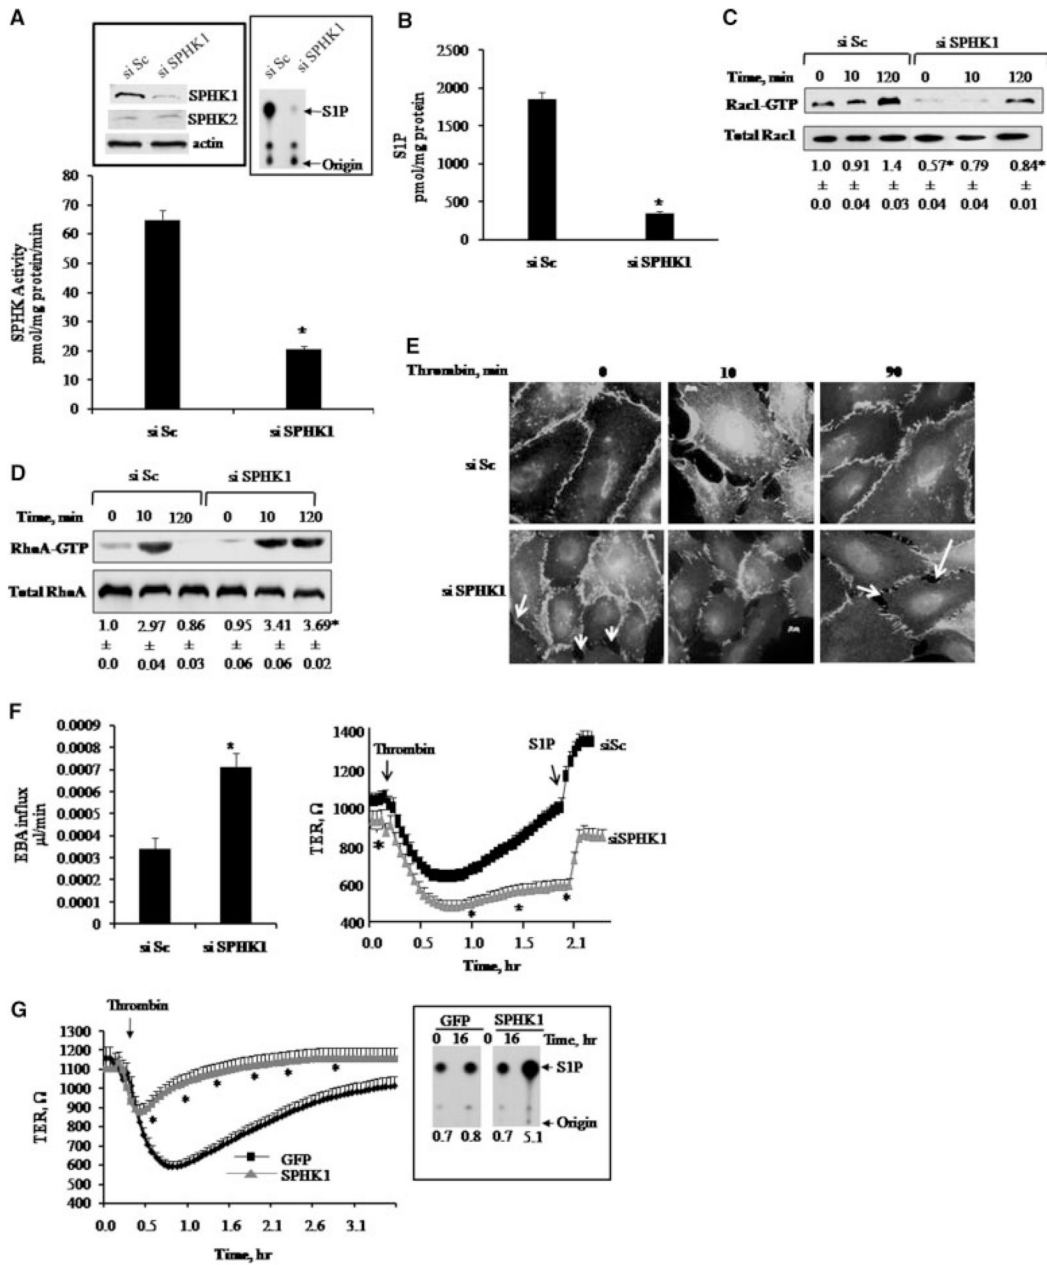 A
si Sc
si SPHK1
SPHK1
SPHK2
actin
si Sc
si SPHK1
S1P
Origin
SPHK Activity
pmol/mg protein/min
80
70
60
50
40
30
20
10
0
*
si Sc
si SPHK1
B
S1P
pmol/mg protein
2500
2000
1500
1000
500
0
*
si Sc
si SPHK1
C
si Sc
si SPHK1
Time, min 0 10 120 0 10 120
Rac1-GTP
Total Rac1
1.0 0.91 1.4 0.57* 0.79 0.84*
± ± ± ± ± ±
0.0 0.04 0.03 0.04 0.04 0.01
D
si Sc
si SPHK1
Time, min 0 10 120 0 10 120
RhoA-GTP
Total RhoA
1.0 2.97 0.86 0.95 3.41 3.69*
± ± ± ± ± ±
0.0 0.04 0.03 0.06 0.06 0.02
E
Thrombin, min 0 10 90
si Sc
si SPHK1
F
EBA influx
µl/min
0.0009
0.0008
0.0007
0.0006
0.0005
0.0004
0.0003
0.0002
0.0001
0
*
si Sc
si SPHK1
TER, Ω
1400
1200
1000
800
600
400
Thrombin
S1P
siSc
siSPHK1
*
* * *
0.0 0.5 1.0 1.5 2.1
Time, hr
G
Thrombin
TER, Ω
1300
1200
1100
1000
900
800
700
600
500
400
* * * * * *
GFP
SPHK1
0.0 0.5 1.0 1.6 2.1 2.6 3.1
Time, hr
GFP SPHK1
0 16 0 16 Time, hr
S1P
Origin
0.7 0.8 0.7 5.1